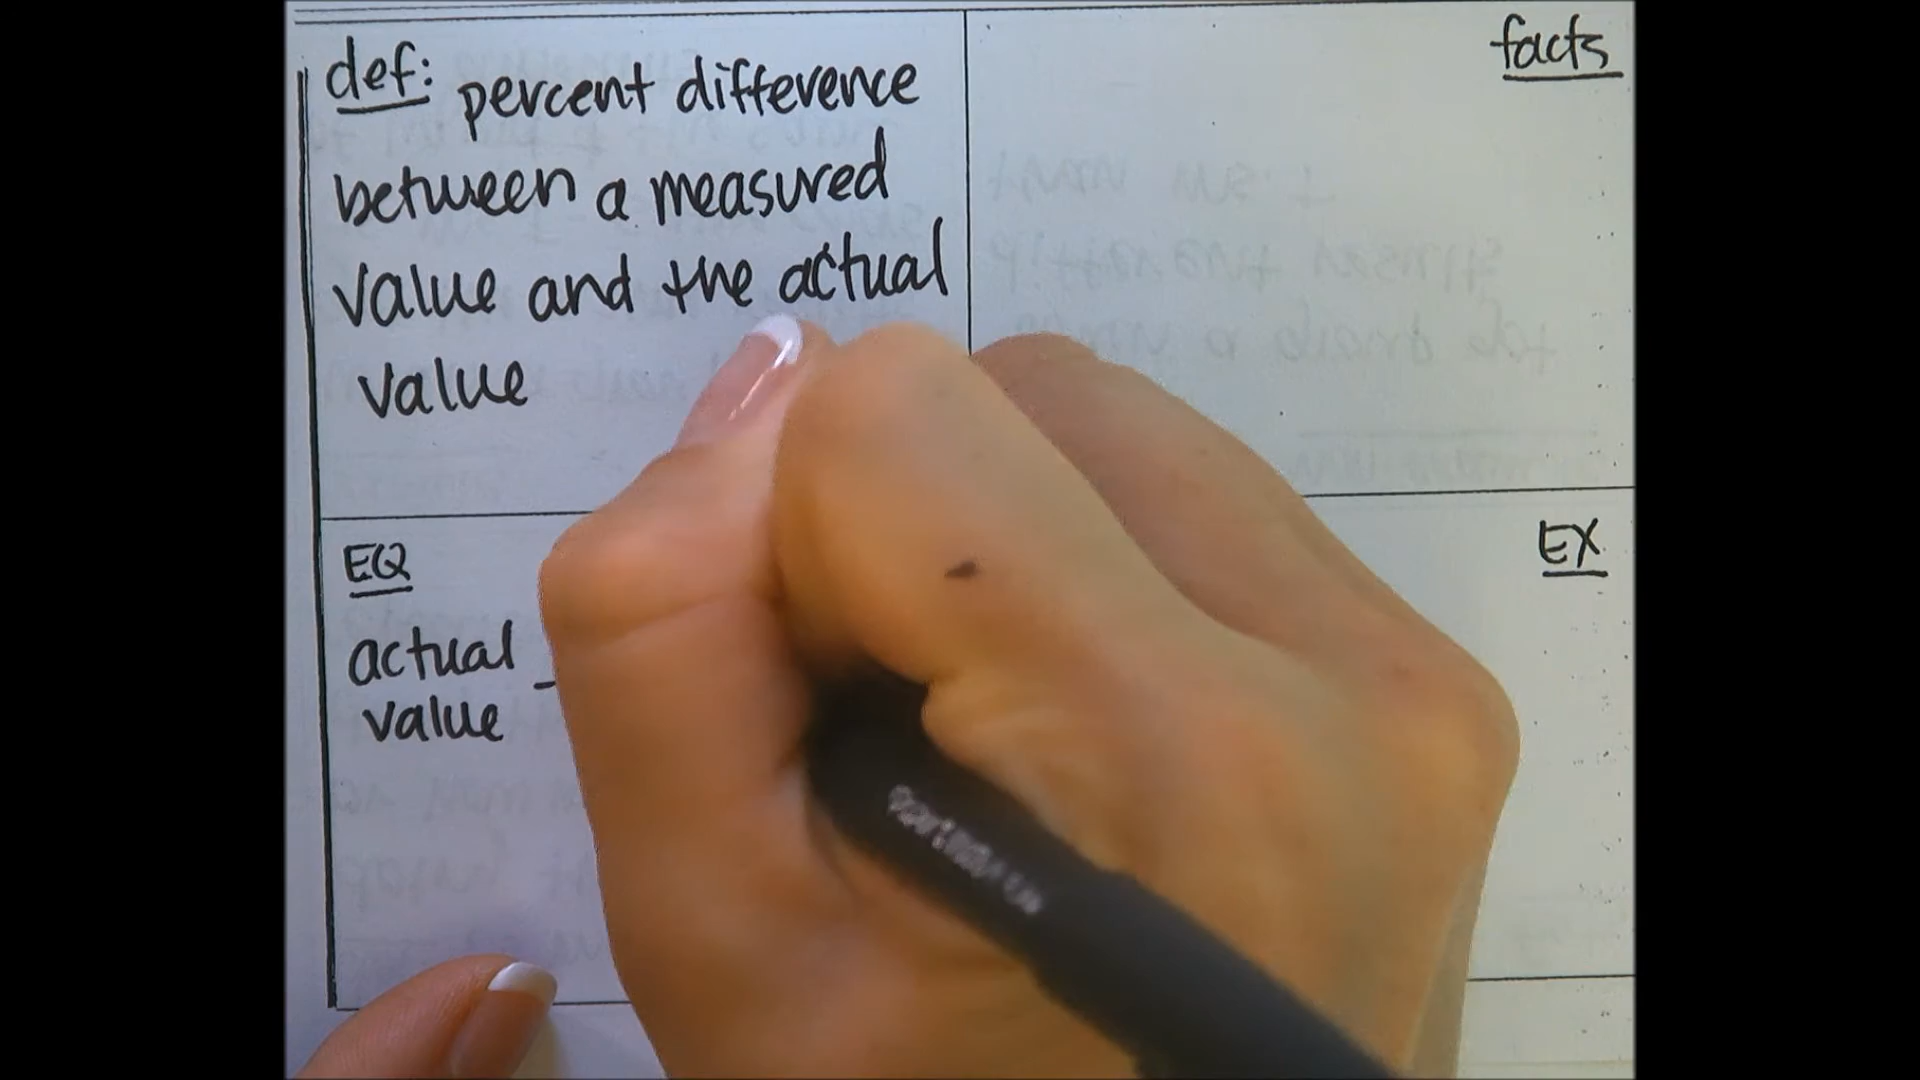 def: percent difference
between a measured
value and the actual
value
facts
EQ
actual -
value
EX